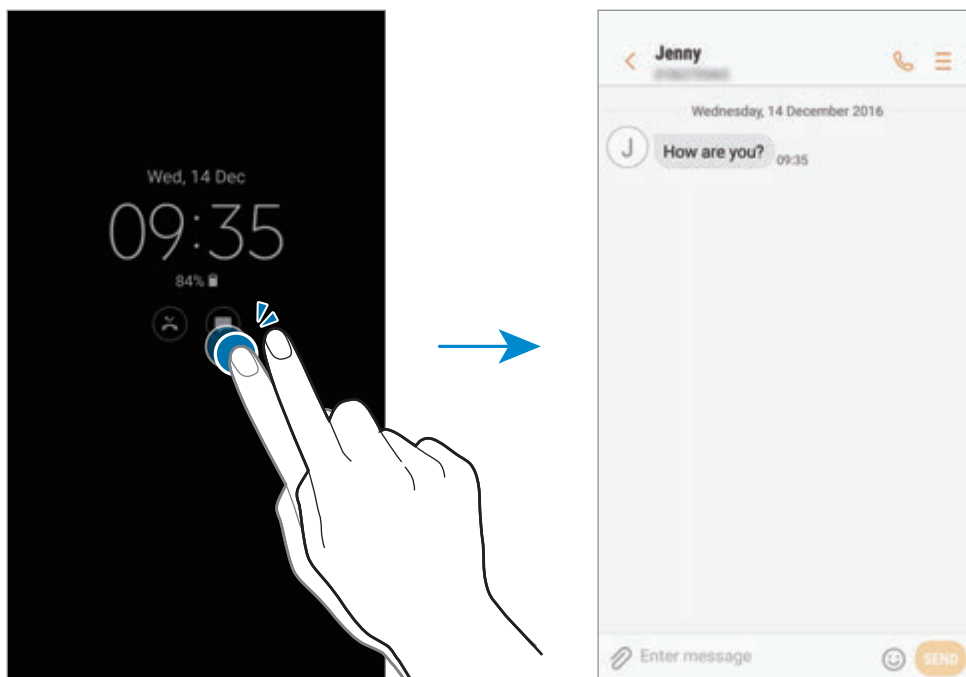 Wed, 14 Dec
09:35
84%
Jenny
Wednesday, 14 December 2016
J
How are you?
09:35
Enter message
SEND